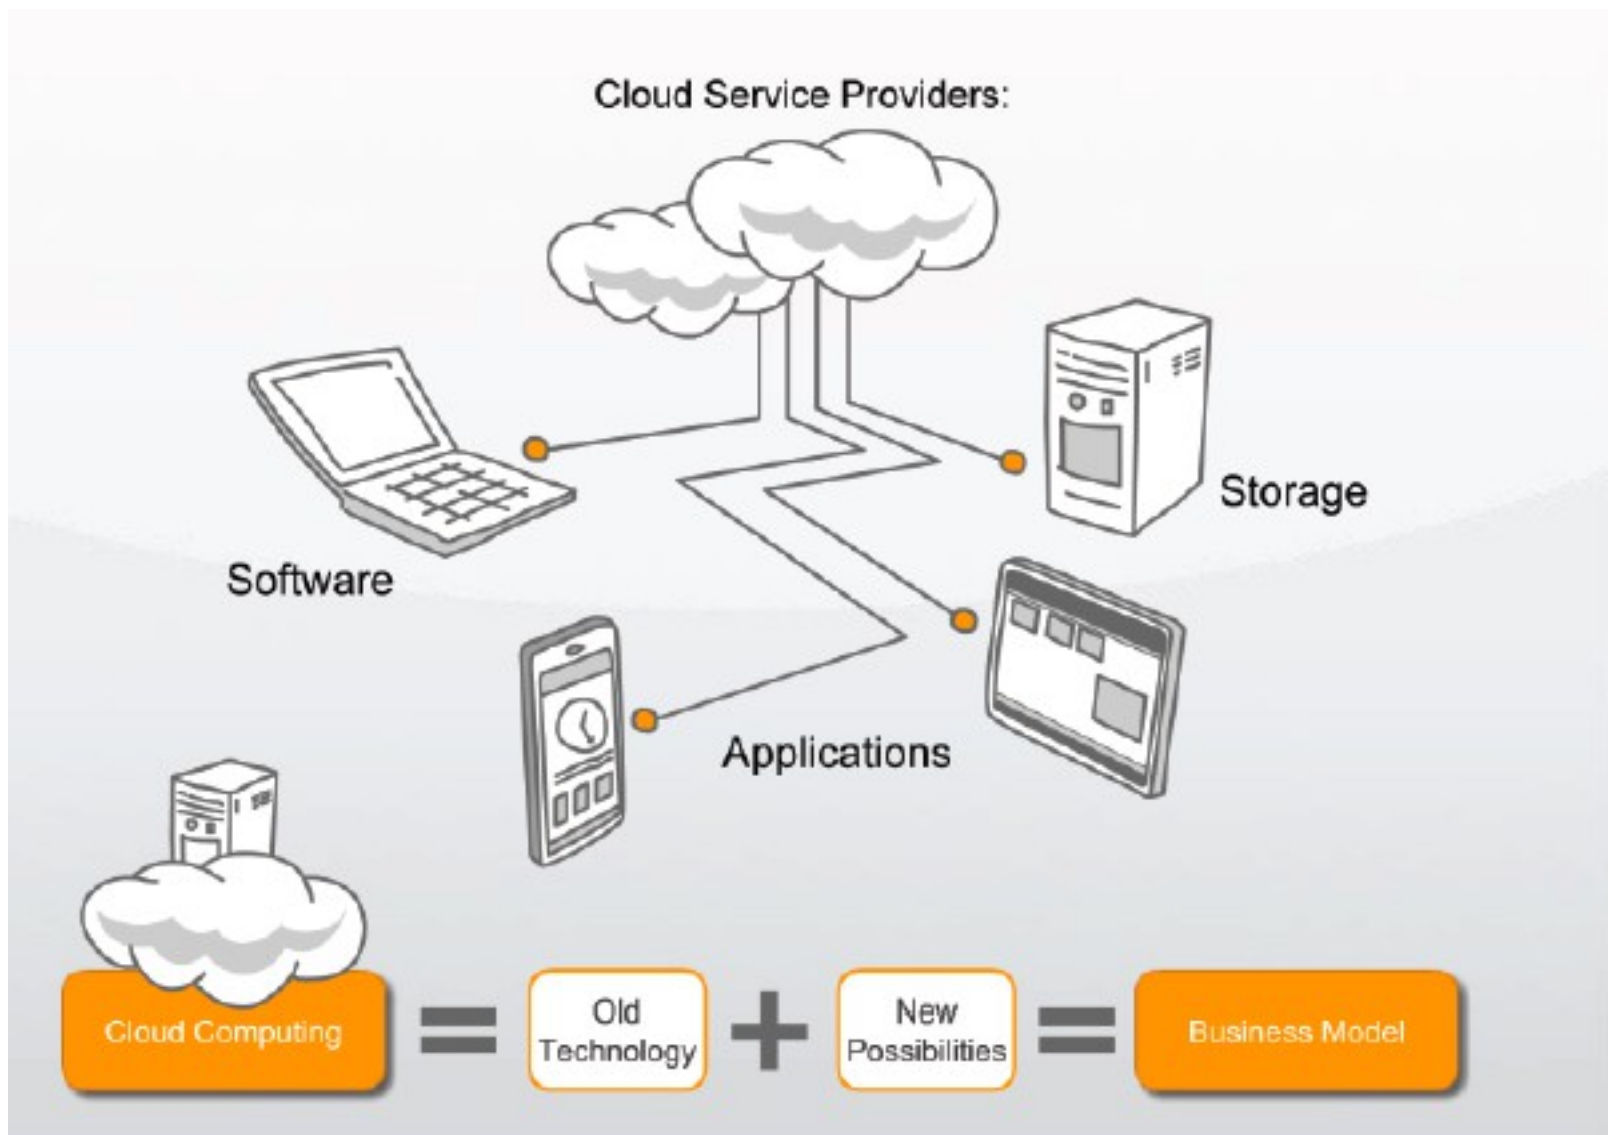 Cloud Service Providers:
Storage
Software
Applications
Cloud Computing
=
Old
Technology
+
New
Possibilities
=
Business Model